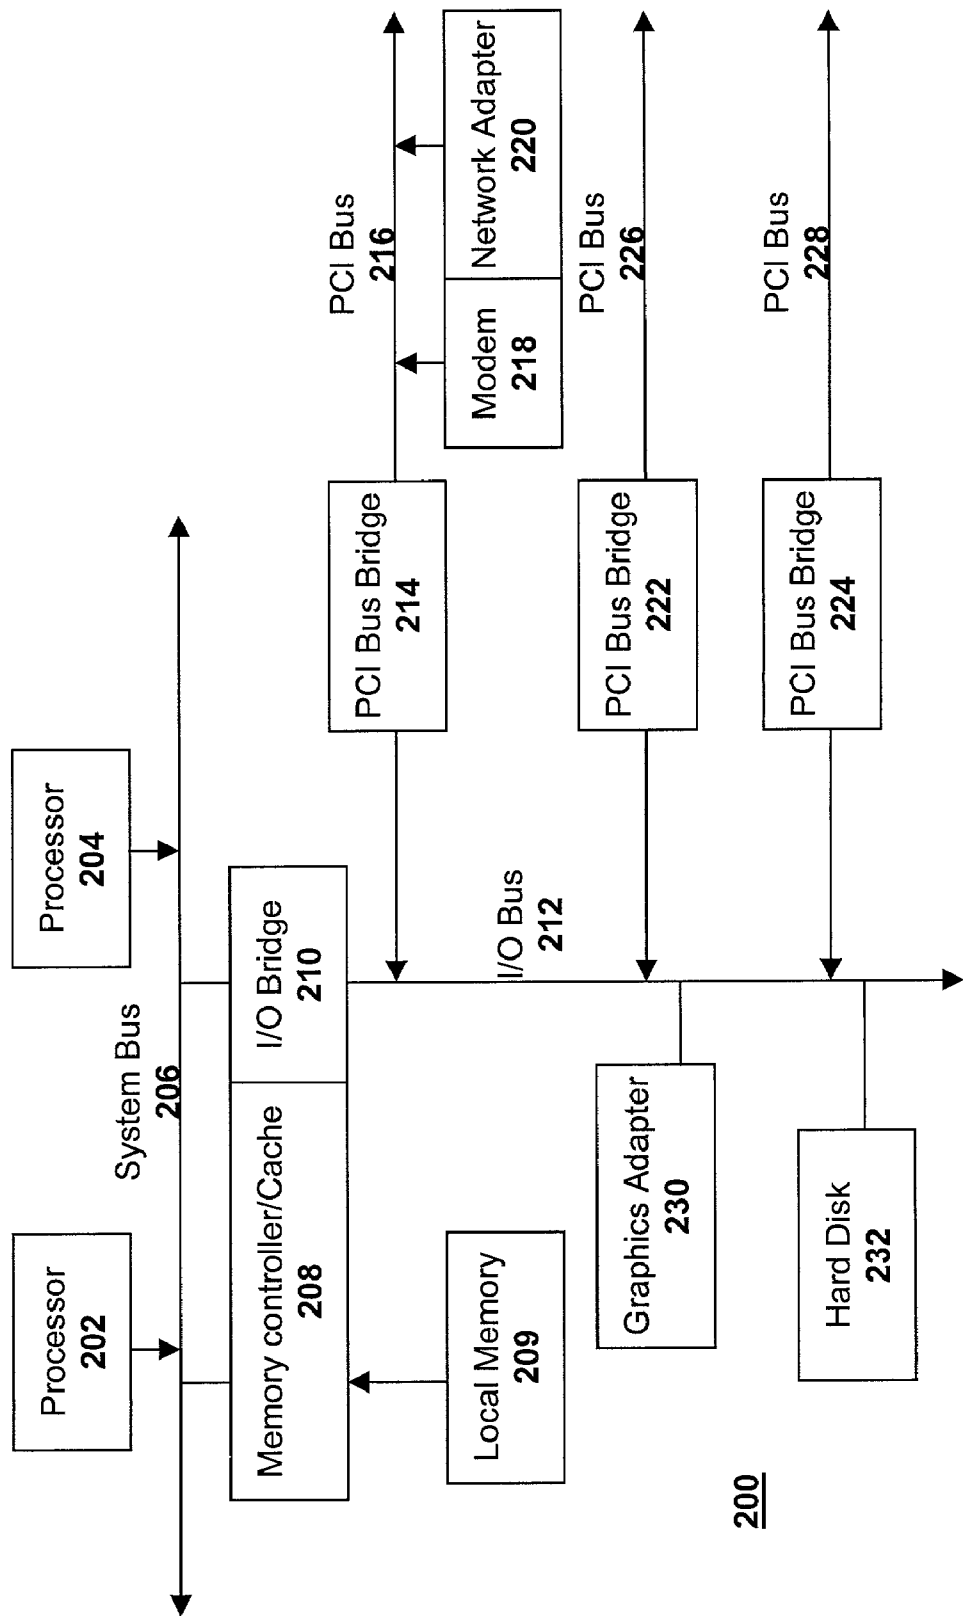 Processor
202
Processor
204
System Bus
206
Memory controller/Cache
208
I/O Bridge
210
Local Memory
209
I/O Bus
212
PCI Bus Bridge
214
PCI Bus
216
Modem
218
Network Adapter
220
Graphics Adapter
230
PCI Bus Bridge
222
PCI Bus
226
Hard Disk
232
PCI Bus Bridge
224
PCI Bus
228
200